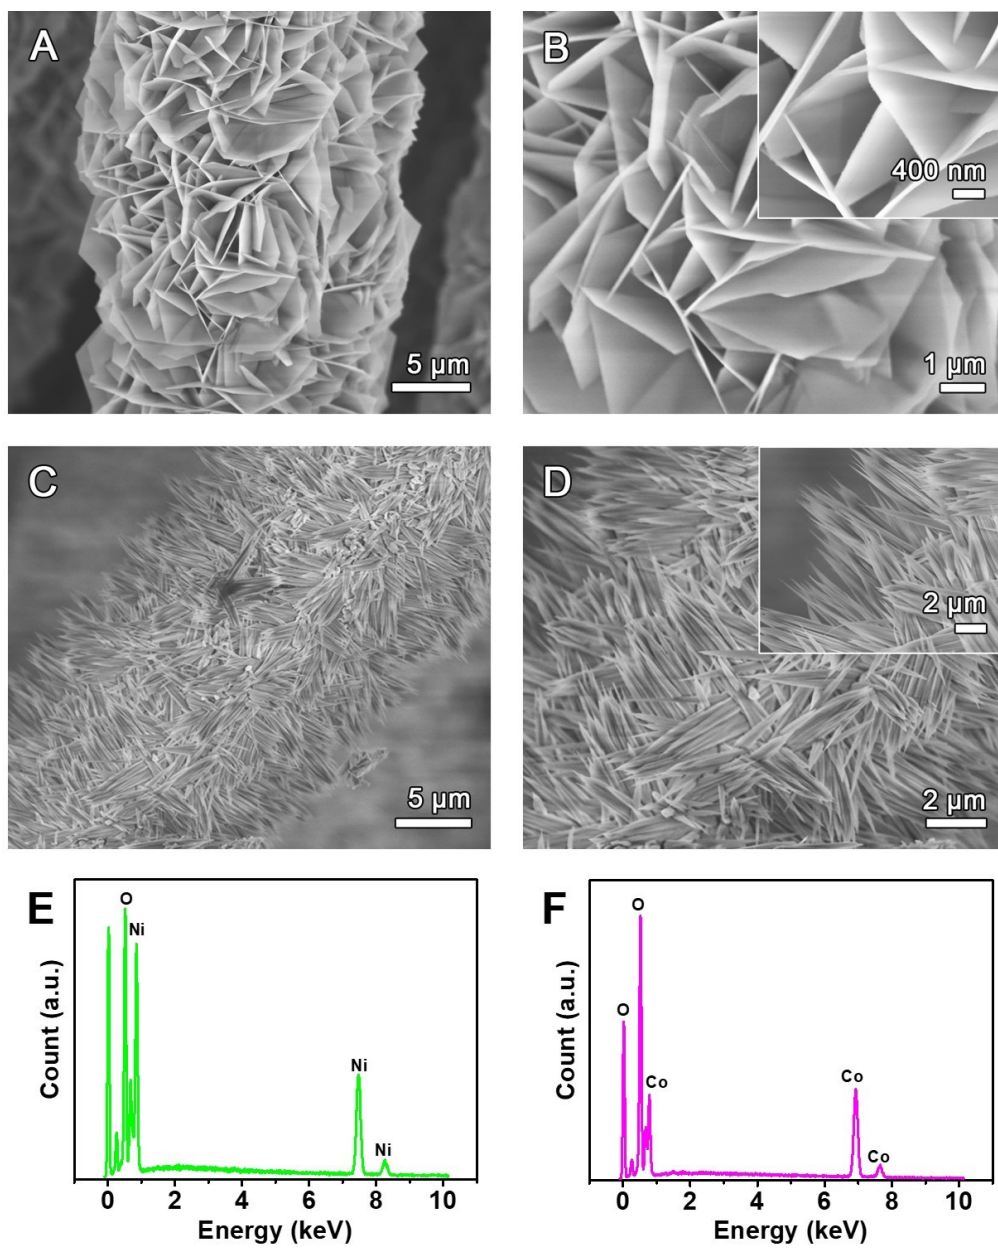 A
5 µm
B
400 nm
1 µm
C
5 µm
D
2 µm
2 µm
E
O
Ni
Ni
Ni
Count (a.u.)
0 2 4 6 8 10
Energy (keV)
F
O
O
Co
Co
Co
Count (a.u.)
0 2 4 6 8 10
Energy (keV)